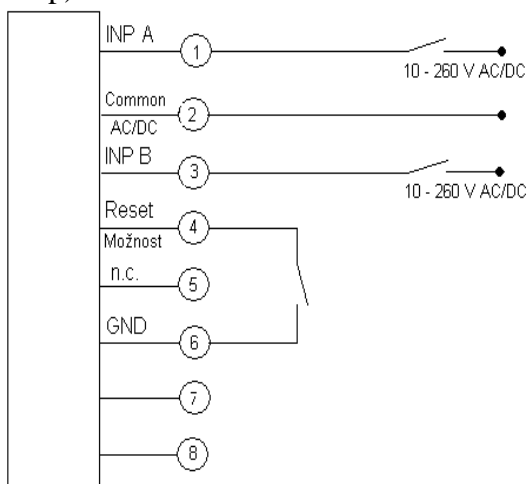 INP A
1
10 - 260 V AC/DC
Common
2
AC/DC
INP B
3
10 - 260 V AC/DC
Reset
4
Možnost
n.c.
5
GND
6
7
8